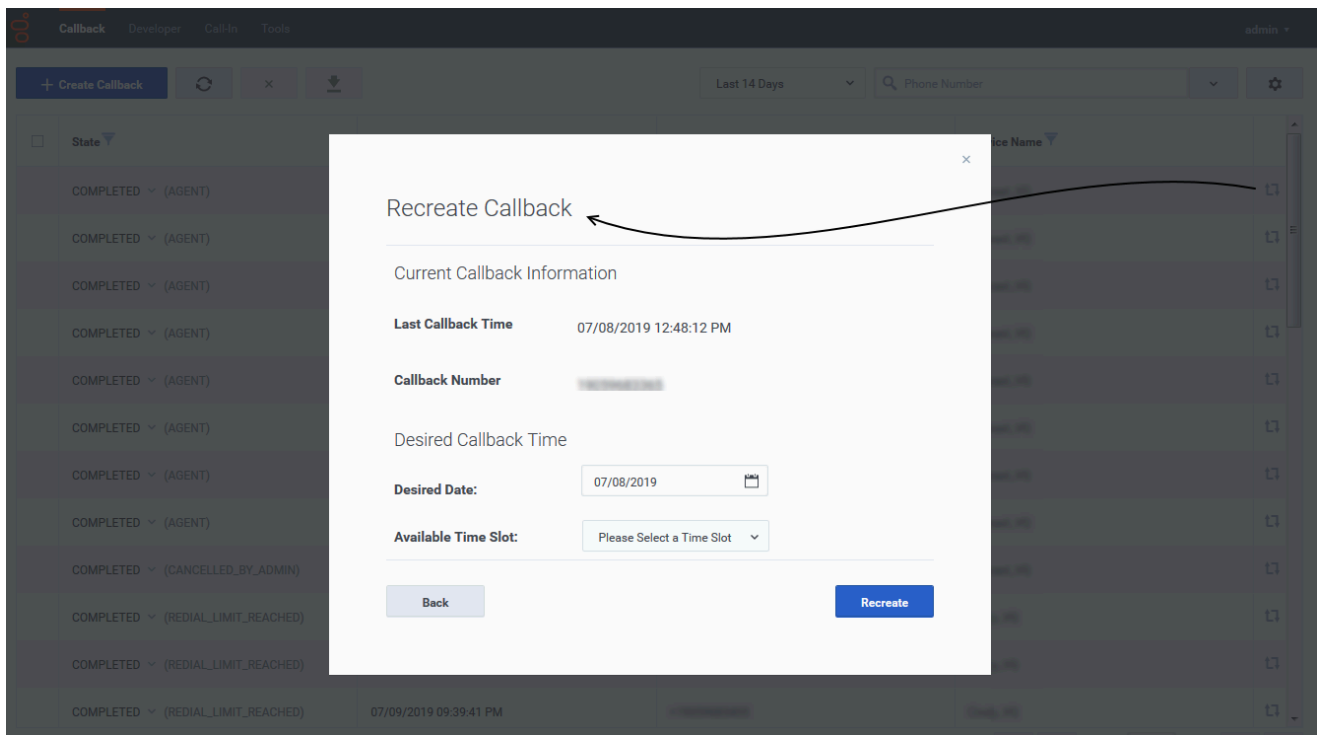 Callback Developer Call-In Tools admin
+ Create Callback Last 14 Days Phone Number
State ice Name
COMPLETED (AGENT)
COMPLETED (AGENT)
COMPLETED (AGENT)
COMPLETED (AGENT)
COMPLETED (AGENT)
COMPLETED (AGENT)
COMPLETED (AGENT)
COMPLETED (AGENT)
COMPLETED (CANCELLED_BY_ADMIN)
COMPLETED (REDIAL_LIMIT_REACHED)
COMPLETED (REDIAL_LIMIT_REACHED)
COMPLETED (REDIAL_LIMIT_REACHED) 07/09/2019 09:39:41 PM
×
Recreate Callback
Current Callback Information
Last Callback Time 07/08/2019 12:48:12 PM
Callback Number
Desired Callback Time
Desired Date: 07/08/2019
Available Time Slot: Please Select a Time Slot
Back Recreate